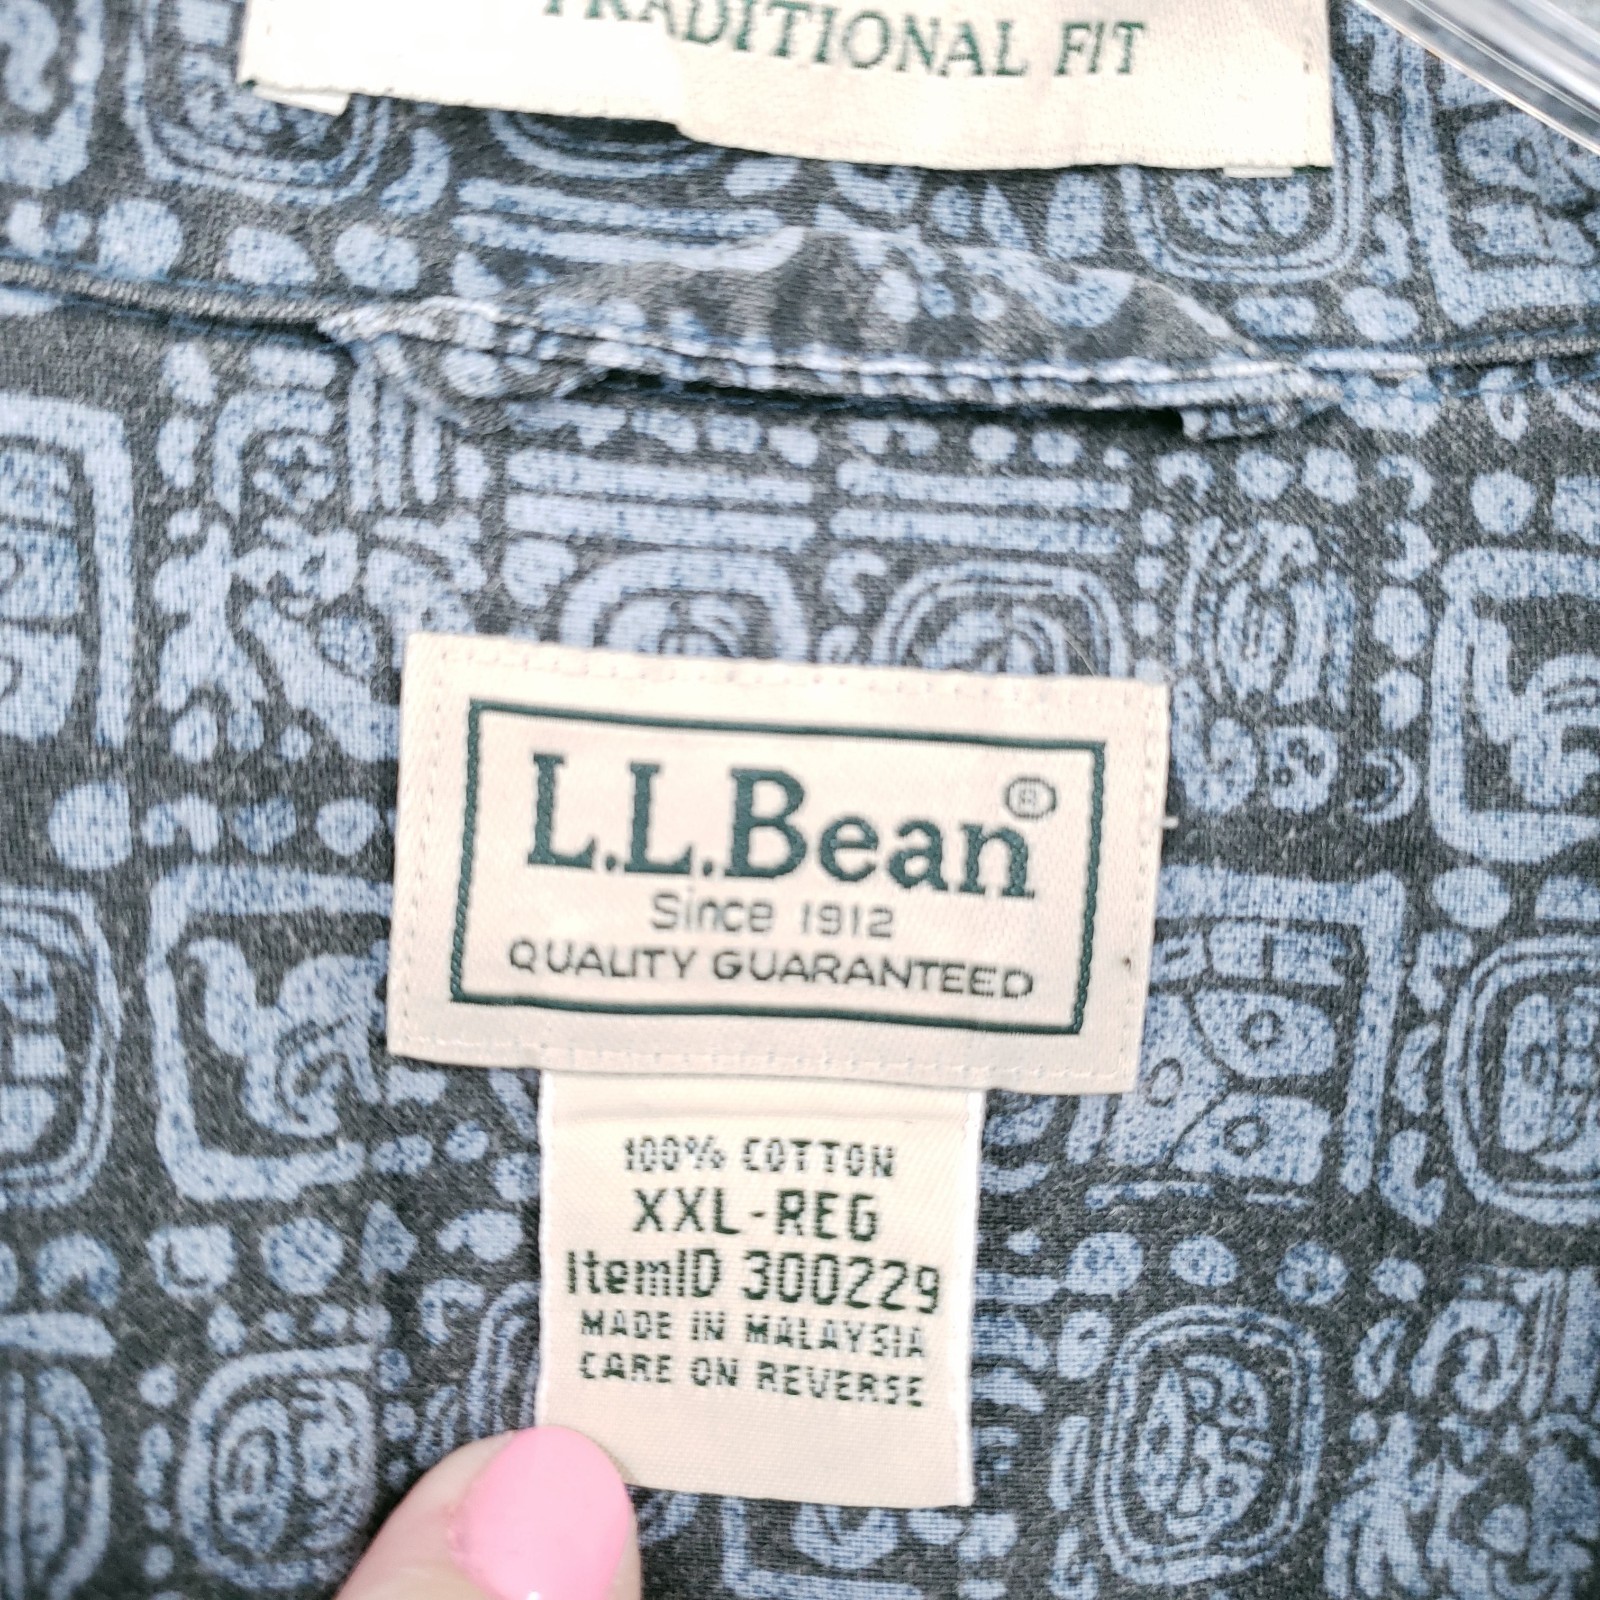 TRADITIONAL FIT
L.L.Bean®
Since 1912
QUALITY GUARANTEED
100% COTTON
XXL-REG
ItemID 300229
MADE IN MALAYSIA
CARE ON REVERSE